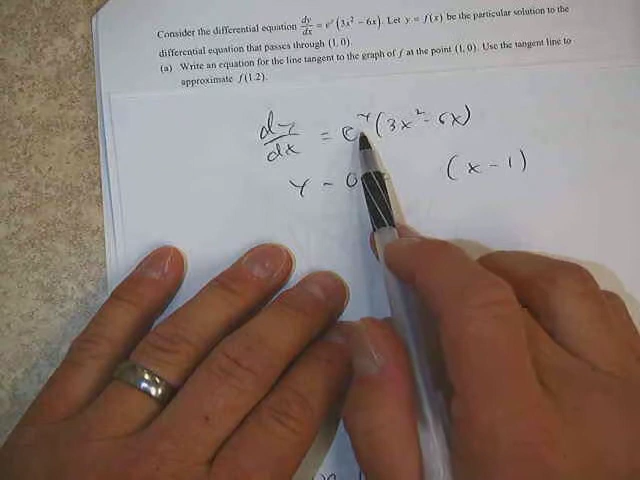 Consider the differential equation dy/dx = e^y (3x² − 6x). Let y = f(x) be the particular solution to the
differential equation that passes through (1, 0).
(a) Write an equation for the line tangent to the graph of f at the point (1, 0). Use the tangent line to
approximate f(1.2).
dy/dx = e^y (3x² - 6x)
y - 0 (x - 1)